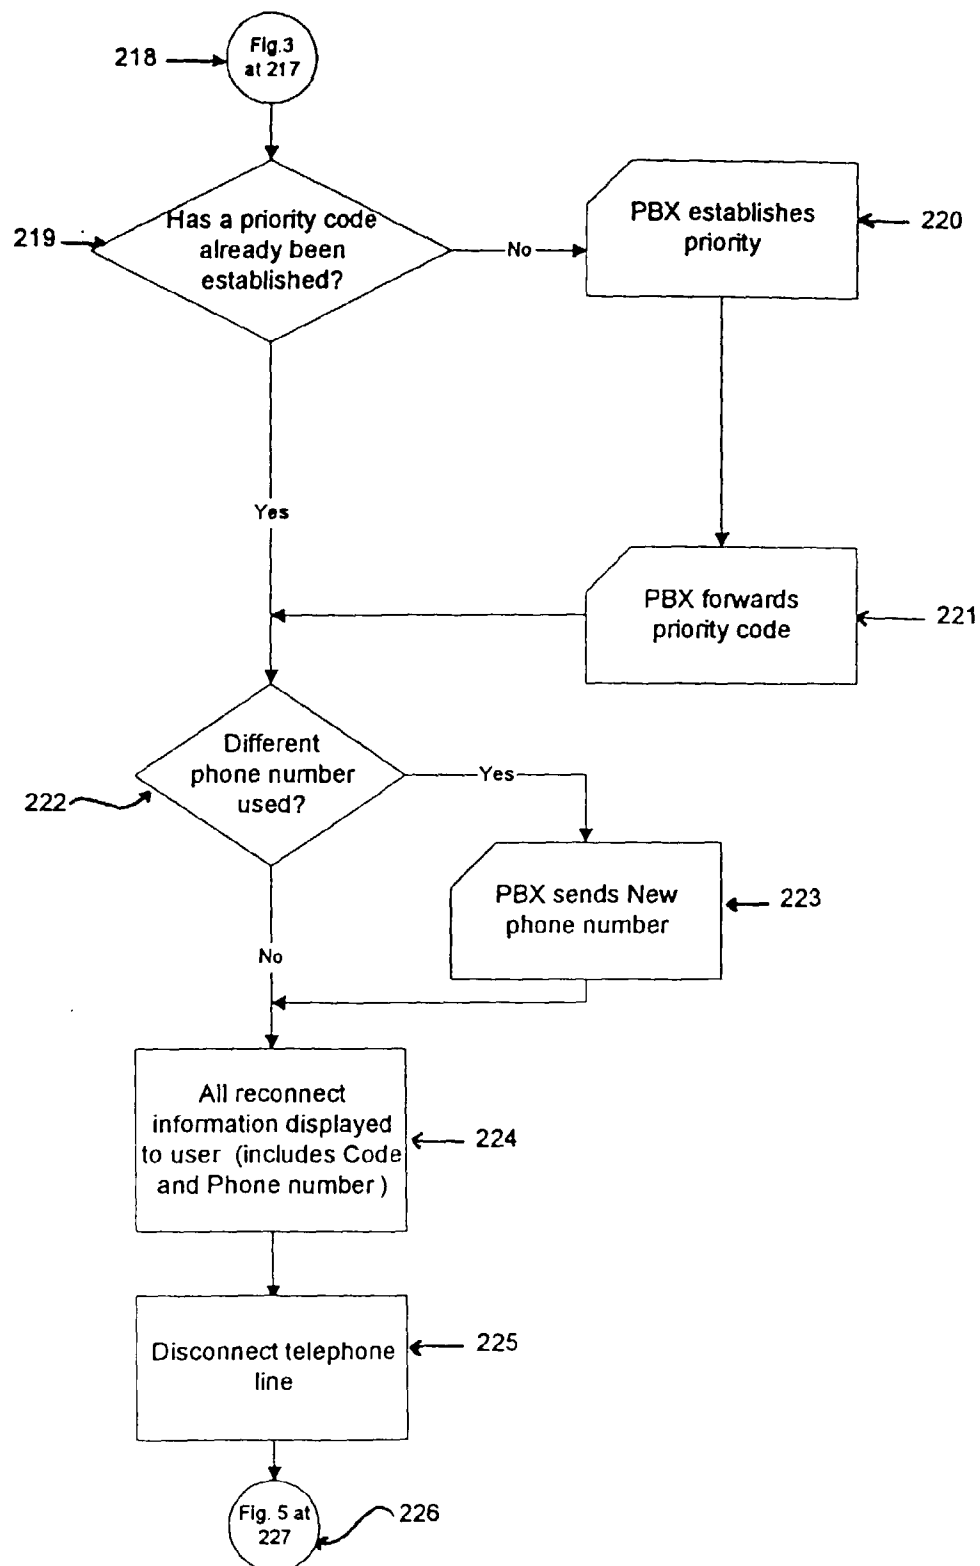 Fig.3
at 217
218
Has a priority code
already been
established?
219
No
PBX establishes
priority
220
Yes
PBX forwards
priority code
221
Different
phone number
used?
222
Yes
PBX sends New
phone number
223
No
All reconnect
information displayed
to user (includes Code
and Phone number )
224
Disconnect telephone
line
225
Fig. 5 at
227
226